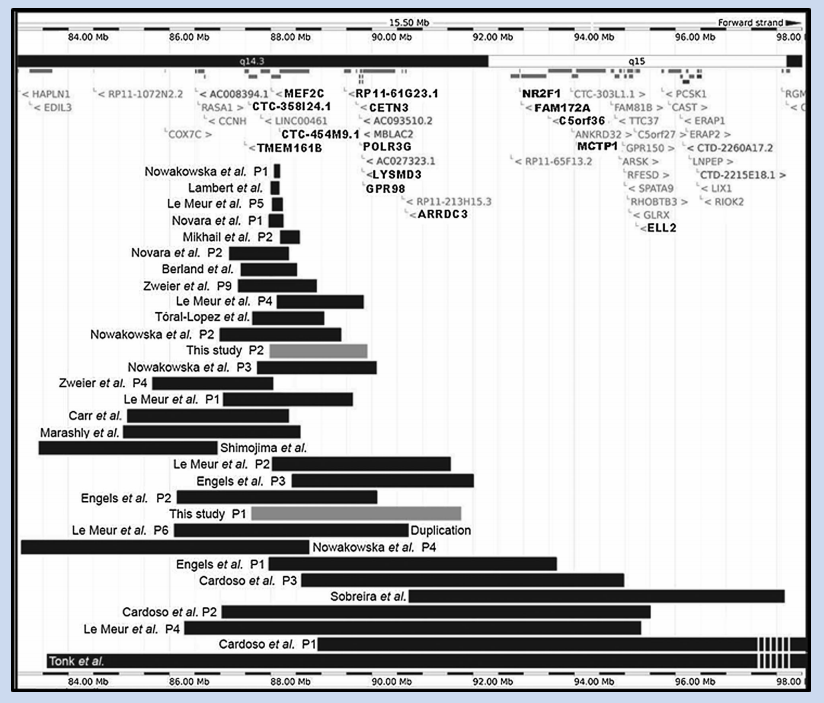 15.50 Mb Forward strand
84.00 Mb 86.00 Mb 88.00 Mb 90.00 Mb 92.00 Mb 94.00 Mb 96.00 Mb 98.00
q14.3 q15
< HAPLN1 < RP11-1072N2.2 < AC008394.1 < MEF2C < RP11-61G23.1 NR2F1 < CTC-303L1.1 > < PCSK1 RGM
< EDIL3 RASA1 > CTC-358I24.1 < CETN3 < FAM172A < FAM81B > CAST > < C
< CCNH < LINC00461 < AC093510.2 < C5orf36 < TTC37 < ERAP1
COX7C > CTC-454M9.1 < MBLAC2 ANKRD32 > < C5orf27 > ERAP2 >
< TMEM161B POLR3G MCTP1 GPR150 > < CTD-2260A17.2
< AC027323.1 < RP11-65F13.2 ARSK > LNPEP >
Nowakowska et al. P1 < LYSMD3 RFESD > CTD-2215E18.1 >
Lambert et al. GPR98 < SPATA9 < LIX1
Le Meur et al. P5 < RP11-213H15.3 RHOBTB3 > < RIOK2
Novara et al. P1 < ARRDC3 < GLRX
< ELL2
Mikhail et al. P2
Novara et al. P2
Berland et al.
Zweier et al. P9
Le Meur et al. P4
Tóral-Lopez et al.
Nowakowska et al. P2
This study P2
Nowakowska et al. P3
Zweier et al. P4
Le Meur et al. P1
Carr et al.
Marashly et al.
Shimojima et al.
Le Meur et al. P2
Engels et al. P3
Engels et al. P2
This study P1
Le Meur et al. P6 Duplication
Nowakowska et al. P4
Engels et al. P1
Cardoso et al. P3
Sobreira et al.
Cardoso et al. P2
Le Meur et al. P4
Cardoso et al. P1
Tonk et al.
84.00 Mb 86.00 Mb 88.00 Mb 90.00 Mb 92.00 Mb 94.00 Mb 96.00 Mb 98.00